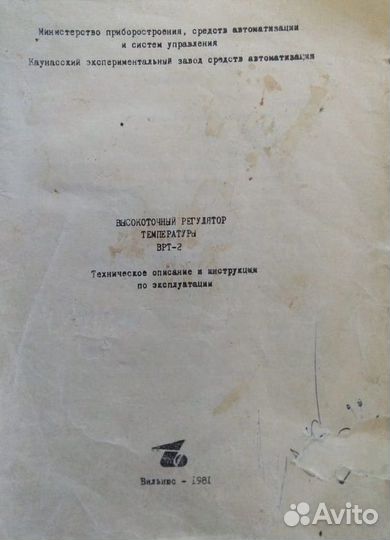 Министерство приборостроения, средств автоматизации
и систем управления
Каунасский экспериментальный завод средств автоматизации
ВЫСОКОТОЧНЫЙ РЕГУЛЯТОР
ТЕМПЕРАТУРЫ
ВРТ-2
Техническое описание и инструкции
по эксплуатации
Вильнюс - 1981
Avito